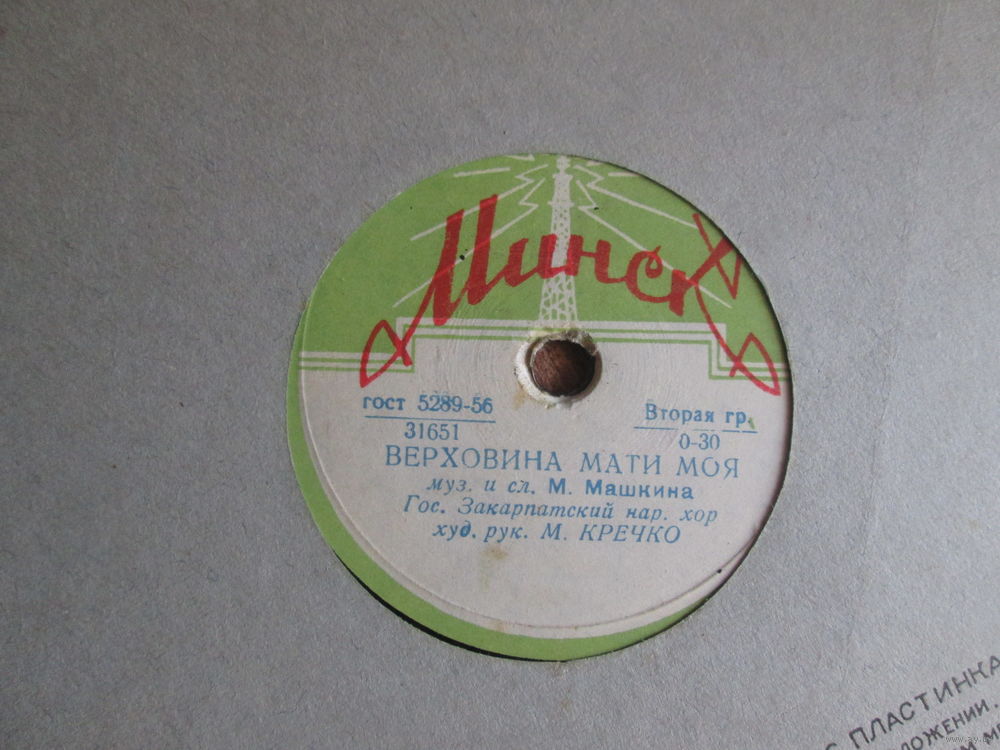 Минск
гост 5289-56 Вторая гр.
31651 0-30
ВЕРХОВИНА МАТИ МОЯ
муз. и сл. М. Машкина
Гос. Закарпатский нар. хор
худ. рук. М. КРЕЧКО
ПЛАСТИНКА